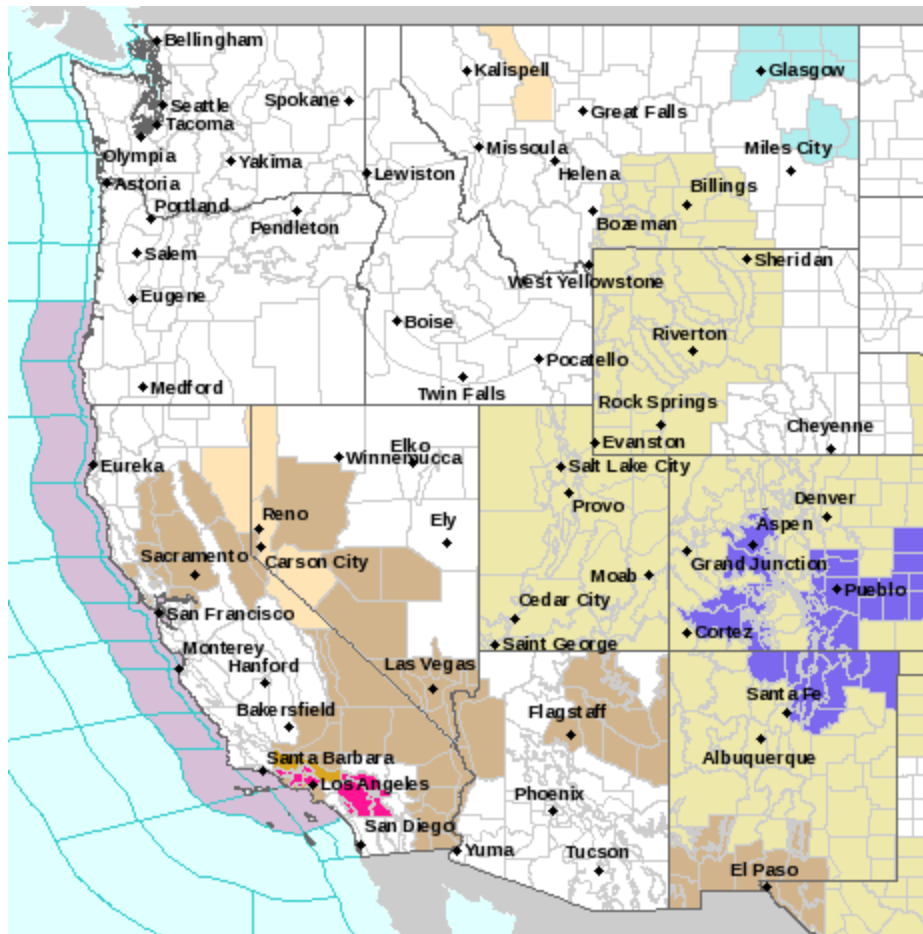 Bellingham
Kalispell
Glasgow
Seattle
Spokane
Tacoma
Great Falls
Olympia
Yakima
Missoula
Helena
Miles City
Astoria
Lewiston
Billings
Portland
Pendleton
Bozeman
Salem
Sheridan
West Yellowstone
Eugene
Boise
Riverton
Pocatello
Medford
Twin Falls
Rock Springs
Cheyenne
Eureka
Winnemucca
Elko
Evanston
Salt Lake City
Provo
Denver
Reno
Ely
Aspen
Sacramento
Carson City
Grand Junction
Moab
Pueblo
San Francisco
Cedar City
Cortez
Monterey
Saint George
Hanford
Las Vegas
Santa Fe
Bakersfield
Flagstaff
Albuquerque
Santa Barbara
Los Angeles
Phoenix
San Diego
Yuma
Tucson
El Paso